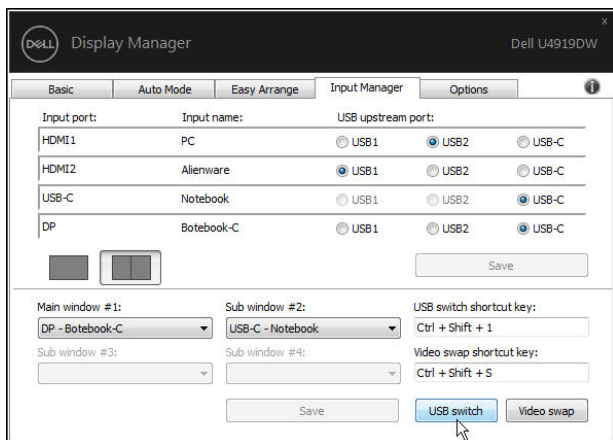 x
DELL Display Manager Dell U4919DW
Basic Auto Mode Easy Arrange Input Manager Options i
Input port: Input name: USB upstream port:
HDMI1 PC USB1 USB2 USB-C
HDMI2 Alienware USB1 USB2 USB-C
USB-C Notebook USB1 USB2 USB-C
DP Botebook-C USB1 USB2 USB-C
Save
Main window #1: Sub window #2: USB switch shortcut key:
DP - Botebook-C USB-C - Notebook Ctrl + Shift + 1
Sub window #3: Sub window #4: Video swap shortcut key:
Ctrl + Shift + S
Save USB switch Video swap